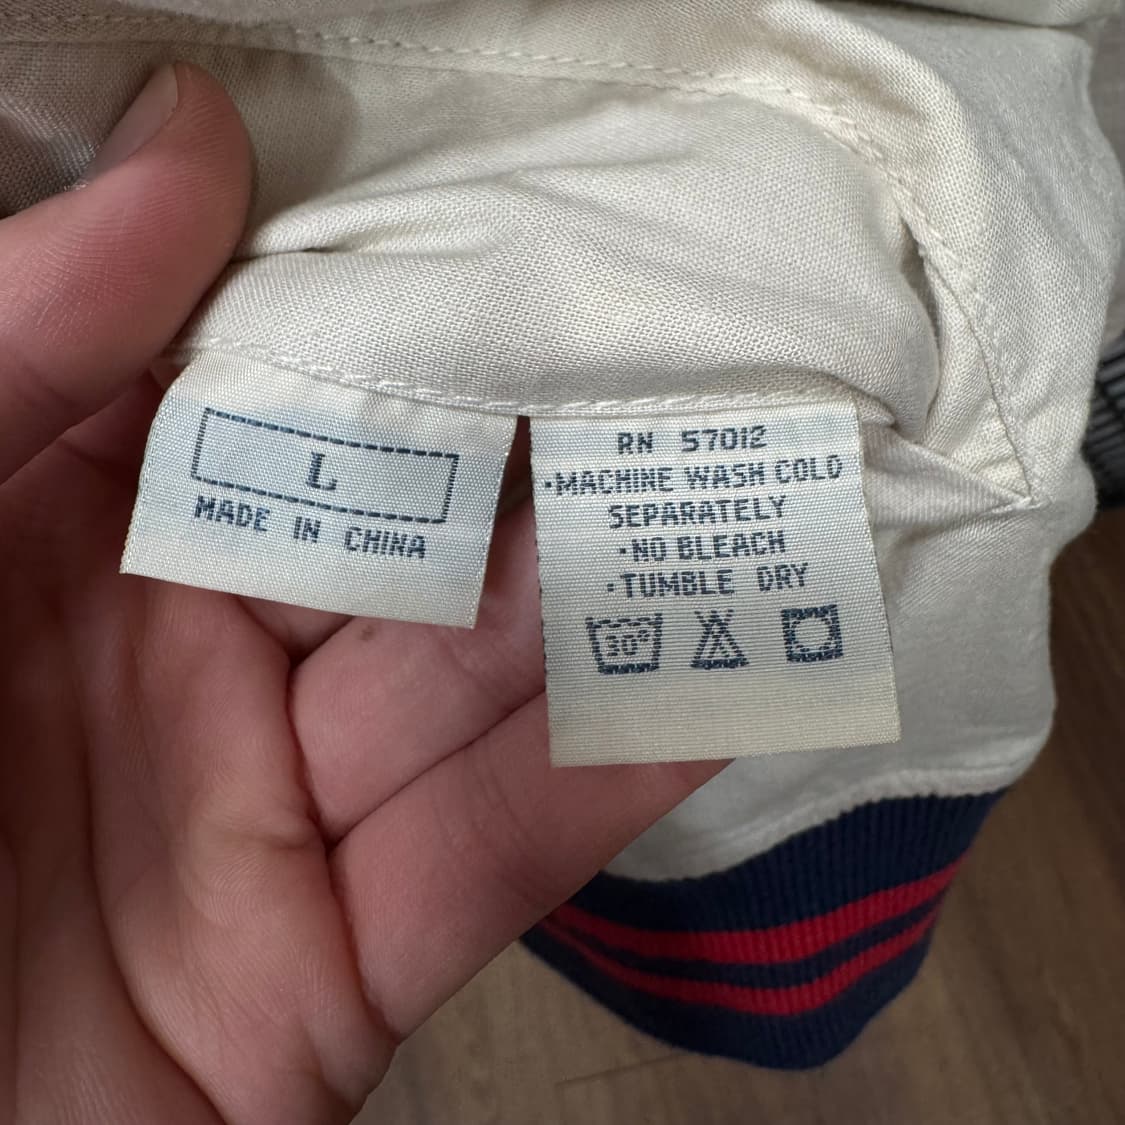 L
MADE IN CHINA
RN 57012
·MACHINE WASH COLD
SEPARATELY
·NO BLEACH
·TUMBLE DRY
30°